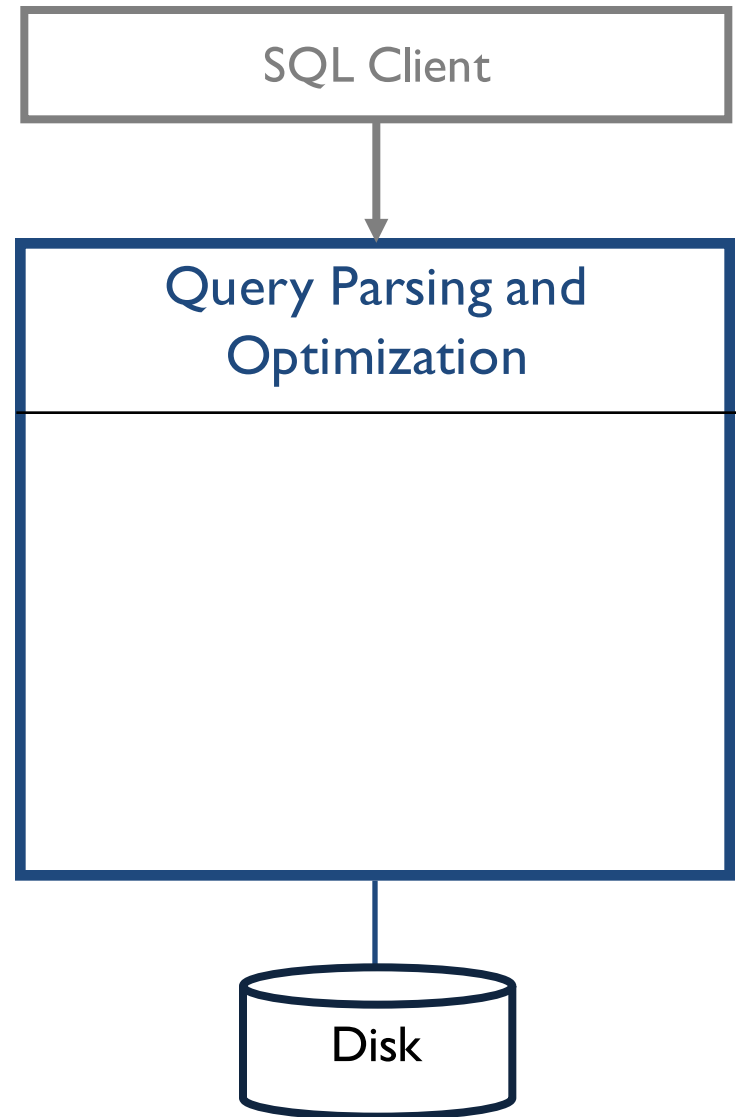 SQL Client
Query Parsing and
Optimization
Disk